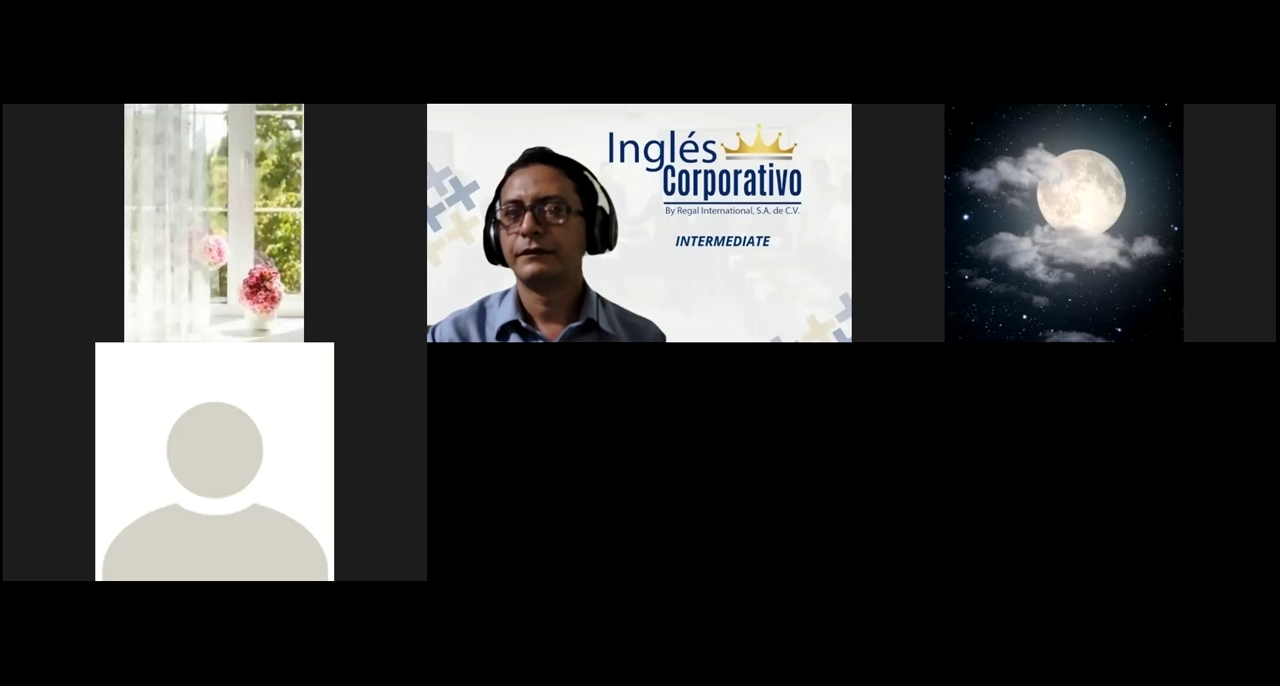 Inglés
Corporativo
By Regal International, S.A. de C.V.
INTERMEDIATE